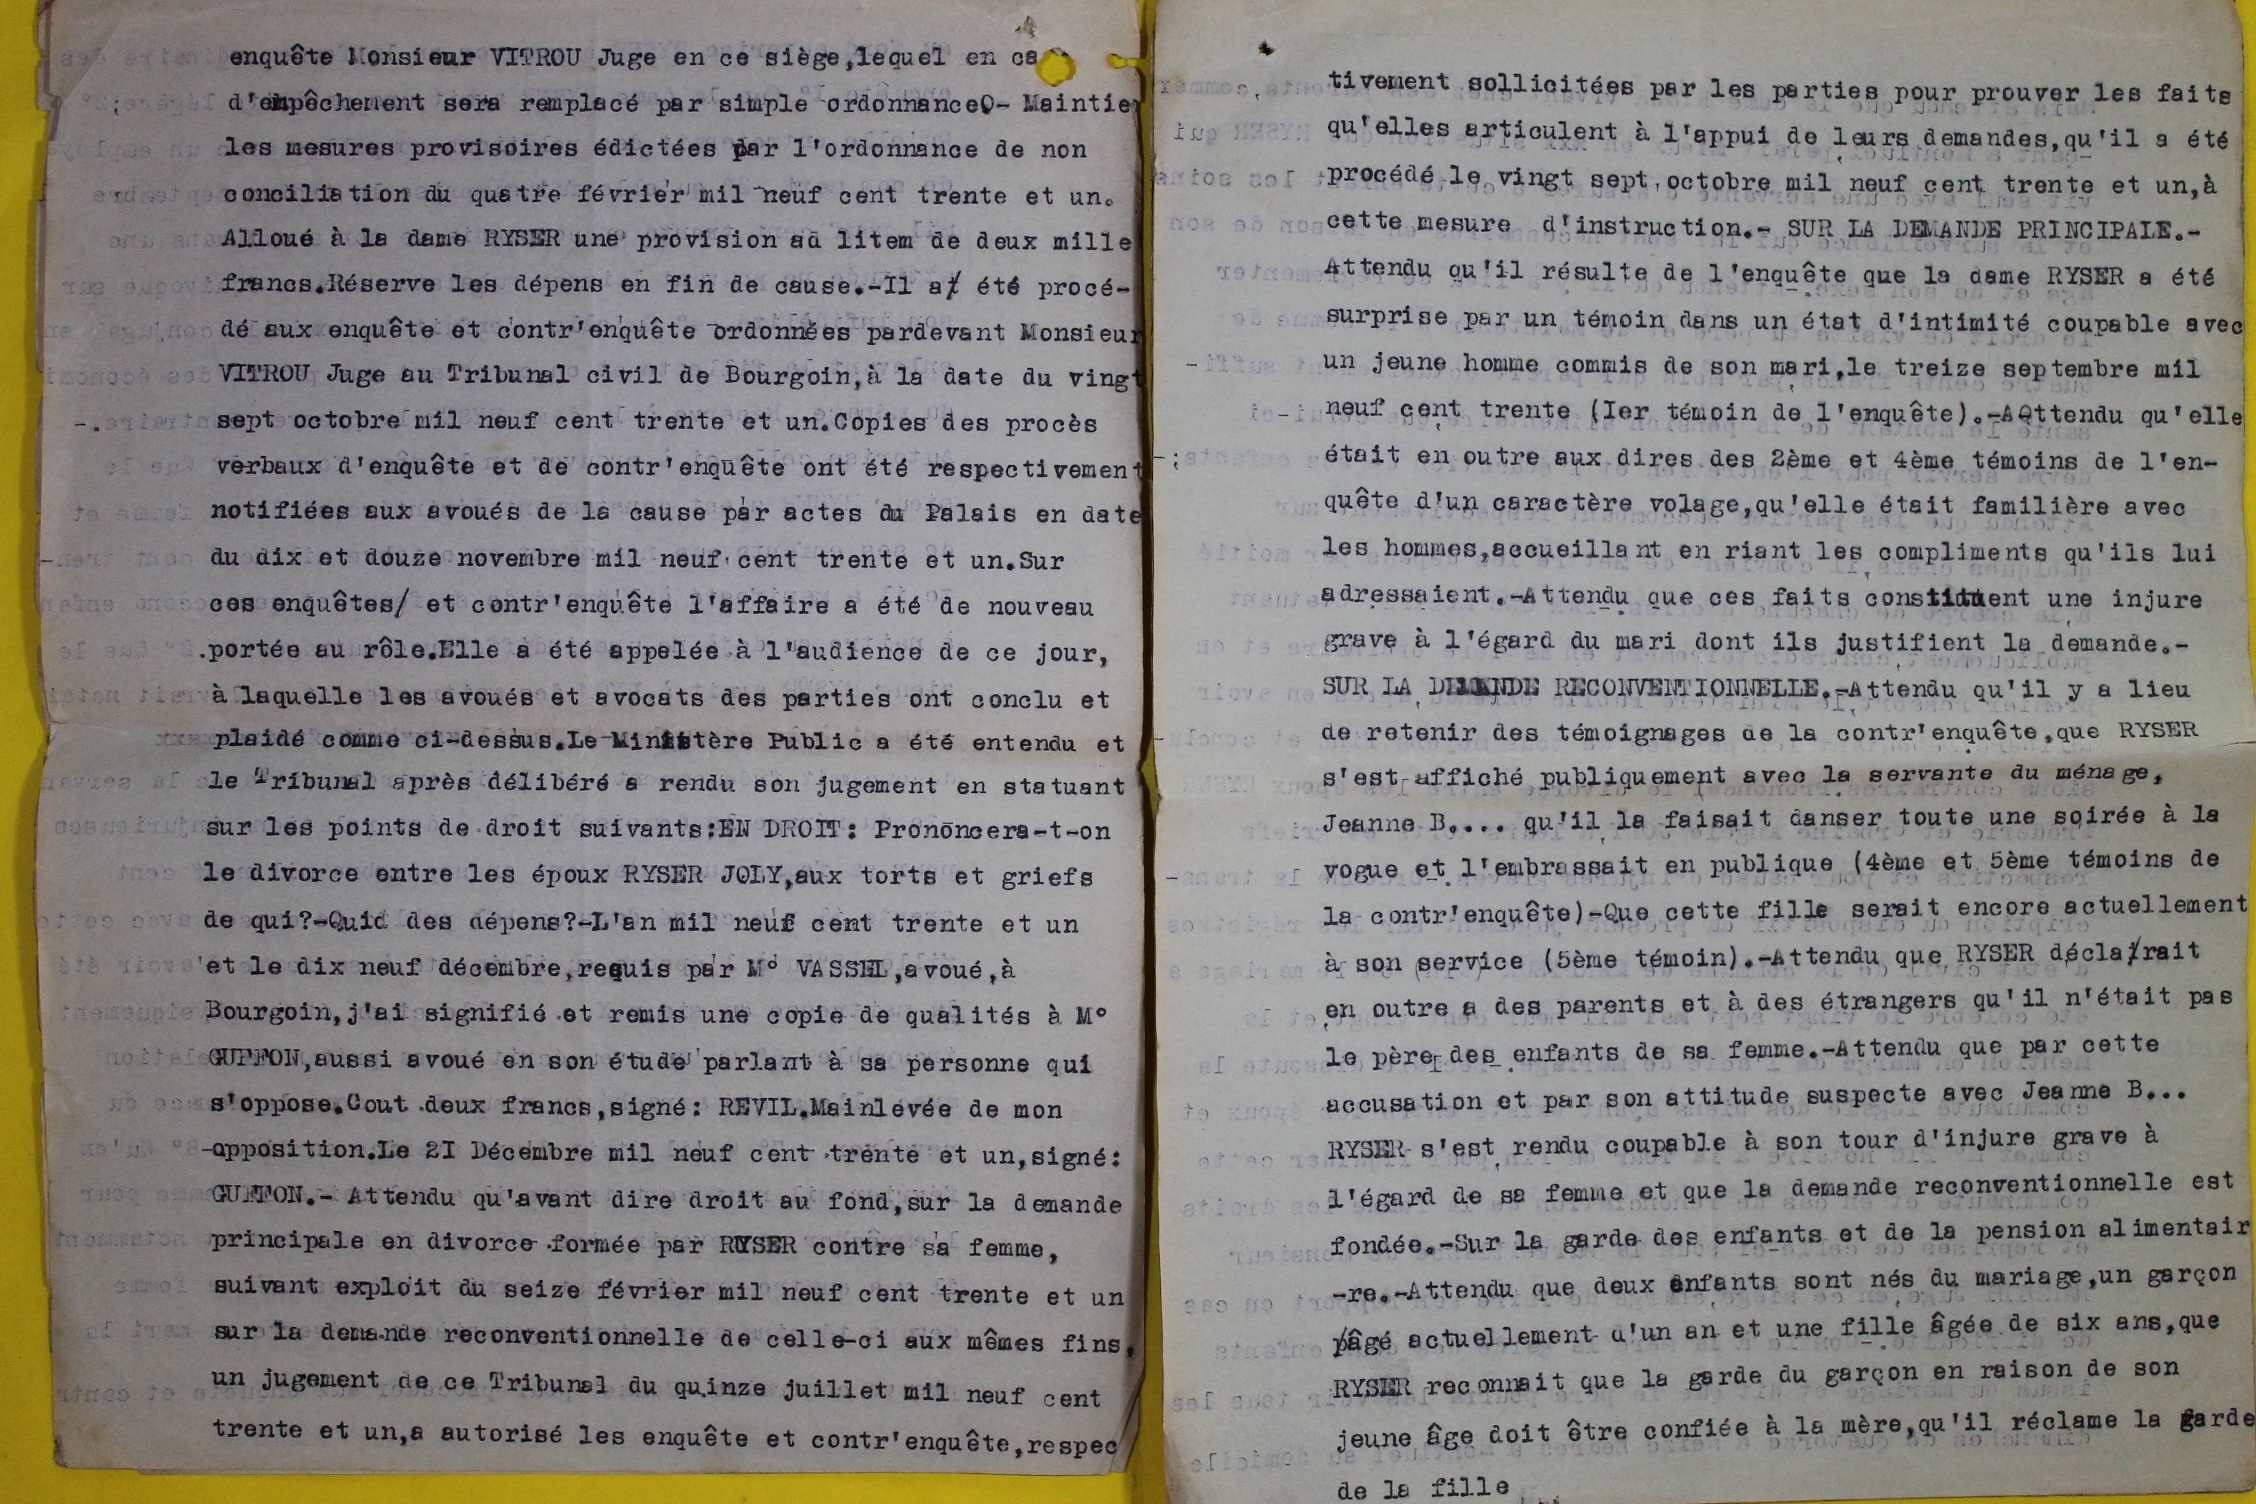 enquête Monsieur VITROU Juge en ce siège,lequel en ca
d'empêchement sera remplacé par simple ordonnance.- Maintien
les mesures provisoires édictées par l'ordonnance de non
conciliation du quatre février mil neuf cent trente et un.
Alloué à la dame RYSER une provision ad litem de deux mille
francs.Réserve les dépens en fin de cause.-Il a été procé-
dé aux enquête et contr'enquête ordonnées pardevant Monsieur
VITROU Juge au Tribunal civil de Bourgoin,à la date du vingt
sept octobre mil neuf cent trente et un.Copies des procès
verbaux d'enquête et de contr'enquête ont été respectivement
notifiées aux avoués de la cause par actes du Palais en date
du dix et douze novembre mil neuf cent trente et un.Sur
ces enquêtes/ et contr'enquête l'affaire a été de nouveau
portée au rôle.Elle a été appelée à l'audience de ce jour,
à laquelle les avoués et avocats des parties ont conclu et
plaidé comme ci-dessus.Le Ministère Public a été entendu et
le Tribunal après délibéré a rendu son jugement en statuant
sur les points de droit suivants:EN DROIT: Prononcera-t-on
le divorce entre les époux RYSER JOLY,aux torts et griefs
de qui?-Quid des dépens?-L'an mil neuf cent trente et un
et le dix neuf décembre,requis par M° VASSEL,avoué,à
Bourgoin,j'ai signifié et remis une copie de qualités à M°
GUFFON,aussi avoué en son étude parlant à sa personne qui
s'oppose.Cout deux francs,signé: REVIL.Mainlevée de mon
opposition.Le 2I Décembre mil neuf cent trente et un,signé:
GUFFON.- Attendu qu'avant dire droit au fond,sur la demande
principale en divorce formée par RYSER contre sa femme,
suivant exploit du seize février mil neuf cent trente et un
sur la demande reconventionnelle de celle-ci aux mêmes fins,
un jugement de ce Tribunal du quinze juillet mil neuf cent
trente et un,a autorisé les enquête et contr'enquête,respec
tivement sollicitées par les parties pour prouver les faits
qu'elles articulent à l'appui de leurs demandes,qu'il a été
procédé le vingt sept octobre mil neuf cent trente et un,à
cette mesure d'instruction.- SUR LA DEMANDE PRINCIPALE.-
Attendu qu'il résulte de l'enquête que la dame RYSER a été
surprise par un témoin dans un état d'intimité coupable avec
un jeune homme commis de son mari,le treize septembre mil
neuf cent trente (Ier témoin de l'enquête).-Attendu qu'elle
était en outre aux dires des 2ème et 4ème témoins de l'en-
quête d'un caractère volage,qu'elle était familière avec
les hommes,accueillant en riant les compliments qu'ils lui
adressaient.-Attendu que ces faits constituent une injure
grave à l'égard du mari dont ils justifient la demande.-
SUR LA DEMANDE RECONVENTIONNELLE.-Attendu qu'il y a lieu
de retenir des témoignages de la contr'enquête,que RYSER
s'est affiché publiquement avec la servante du ménage,
Jeanne B.... qu'il la faisait danser toute une soirée à la
vogue et l'embrassait en publique (4ème et 5ème témoins de
la contr'enquête)-Que cette fille serait encore actuellement
à son service (5ème témoin).-Attendu que RYSER décla/rait
en outre a des parents et à des étrangers qu'il n'était pas
le père des enfants de sa femme.-Attendu que par cette
accusation et par son attitude suspecte avec Jeanne B...
RYSER s'est rendu coupable à son tour d'injure grave à
l'égard de sa femme et que la demande reconventionnelle est
fondée.-Sur la garde des enfants et de la pension alimentair
-re.-Attendu que deux enfants sont nés du mariage,un garçon
âgé actuellement d'un an et une fille âgée de six ans,que
RYSER reconnait que la garde du garçon en raison de son
jeune âge doit être confiée à la mère,qu'il réclame la garde
de la fille